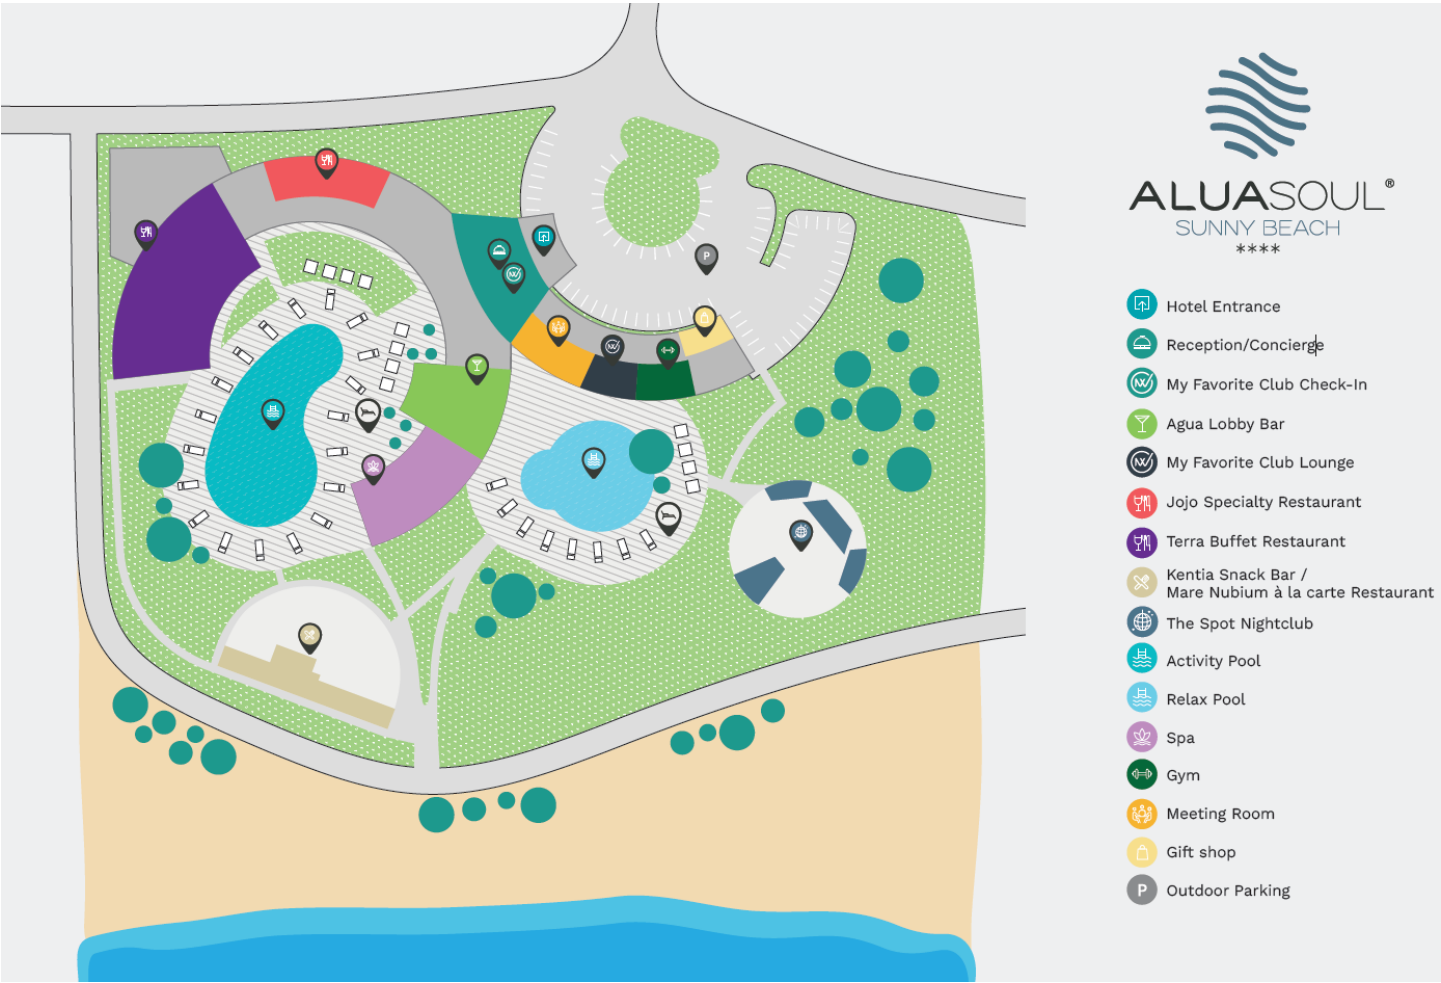 ALUASOUL®
SUNNY BEACH
****
Hotel Entrance
Reception/Concierge
My Favorite Club Check-In
Agua Lobby Bar
My Favorite Club Lounge
Jojo Specialty Restaurant
Terra Buffet Restaurant
Kentia Snack Bar /
Mare Nubium à la carte Restaurant
The Spot Nightclub
Activity Pool
Relax Pool
Spa
Gym
Meeting Room
Gift shop
P Outdoor Parking
P